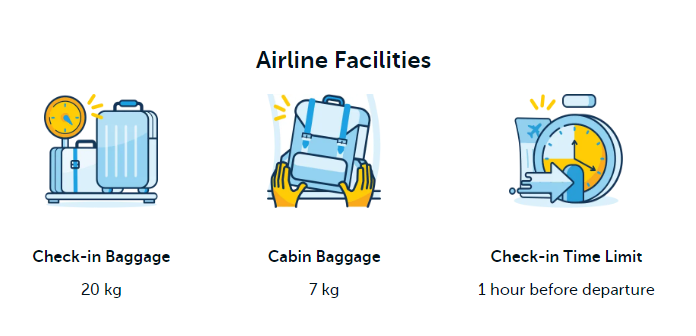 Airline Facilities
Check-in Baggage
20 kg
Cabin Baggage
7 kg
Check-in Time Limit
1 hour before departure